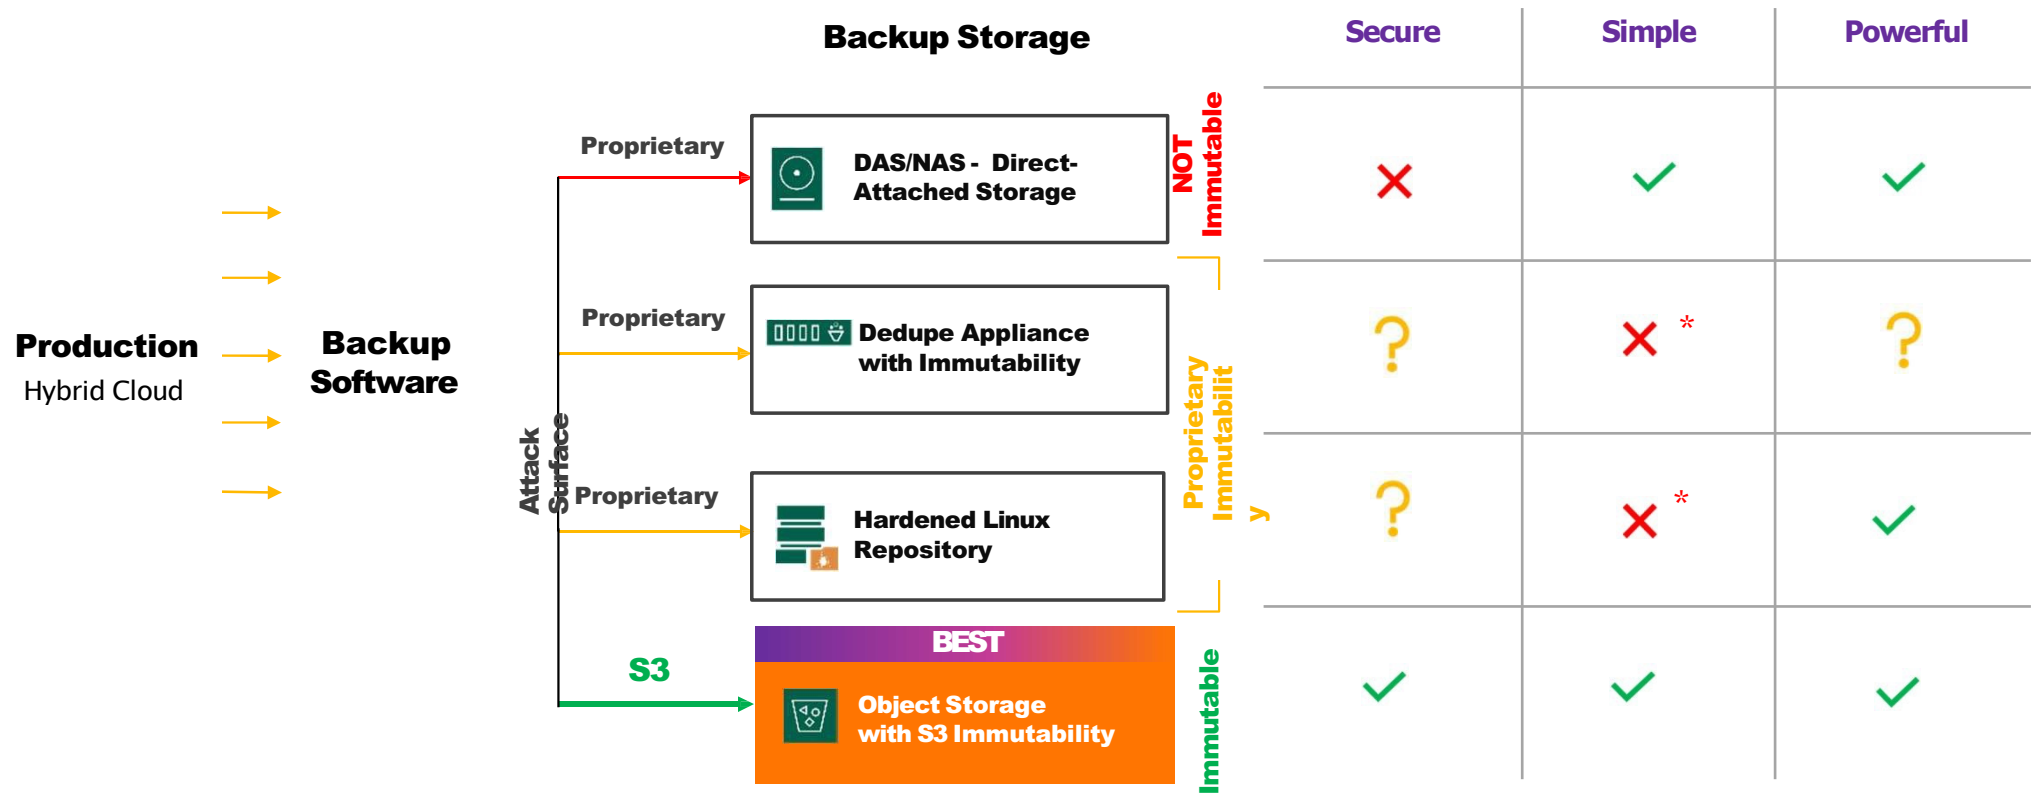 Backup Storage
Secure
Simple
Powerful
Production
Hybrid Cloud
Backup
Software
Attack
Surface
Proprietary
DAS/NAS - Direct-
Attached Storage
NOT
Immutable
Proprietary
Dedupe Appliance
with Immutability
*
Proprietary
Immutabilit
y
Proprietary
Hardened Linux
Repository
*
S3
BEST
Object Storage
with S3 Immutability
Immutable